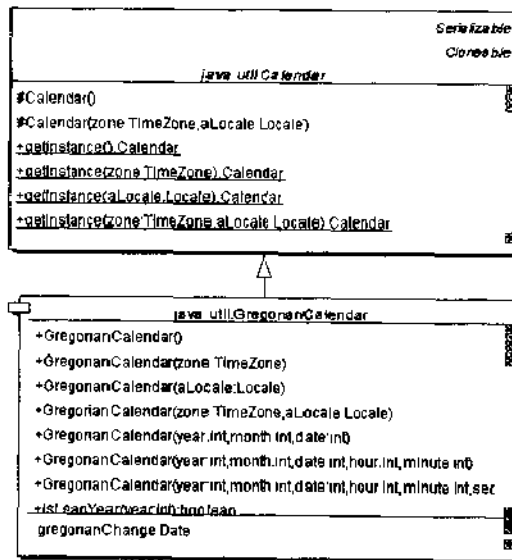 Serializable
Cloneable
java util Calendar
#Calendar()
#Calendar(zone TimeZone,aLocale Locale)
+getInstance().Calendar
+getInstance(zone TimeZone).Calendar
+getInstance(aLocale.Locale).Calendar
+getInstance(zone:TimeZone,aLocale Locale) Calendar
java util.GregorianCalendar
+GregorianCalendar()
+GregorianCalendar(zone TimeZone)
+GregorianCalendar(aLocale:Locale)
+GregorianCalendar(zone TimeZone,aLocale Locale)
+GregorianCalendar(year.int,month int,date int)
+GregorianCalendar(year int,month.int,date int,hour.int,minute int)
+GregorianCalendar(year int,month int,date int,hour int,minute int,sec
+isLeapYear(year int) boolean
gregorianChange Date